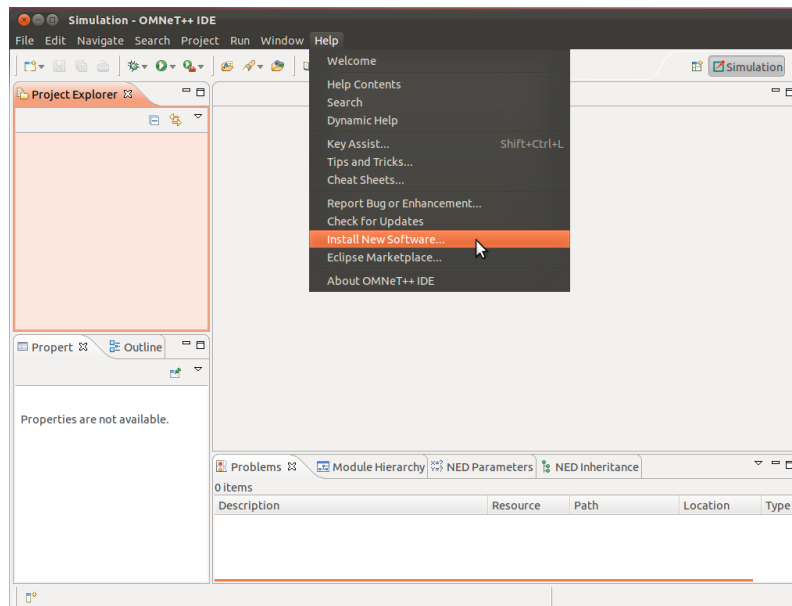 Simulation - OMNeT++ IDE
File Edit Navigate Search Project Run Window Help
Welcome
Help Contents
Search
Dynamic Help
Key Assist... Shift+Ctrl+L
Tips and Tricks...
Cheat Sheets...
Report Bug or Enhancement...
Check for Updates
Install New Software...
Eclipse Marketplace...
About OMNeT++ IDE
Simulation
Project Explorer
Propert Outline
Properties are not available.
Problems Module Hierarchy NED Parameters NED Inheritance
0 items
Description Resource Path Location Type